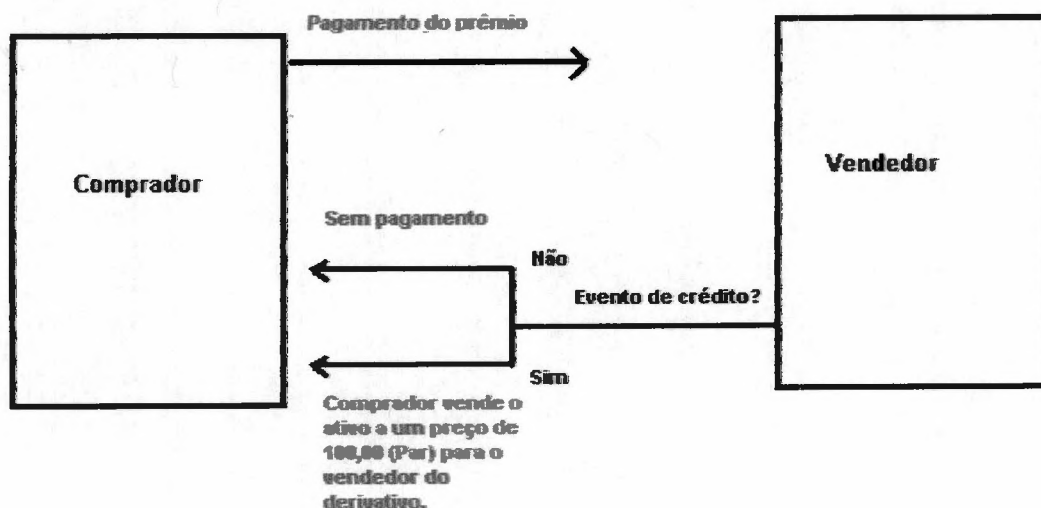 Pagamento do prêmio
Comprador
Vendedor
Sem pagamento
Não
Evento de crédito?
Sim
Comprador vende o
ativo a um preço de
100,00 (Par) para o
vendedor do
derivativo.